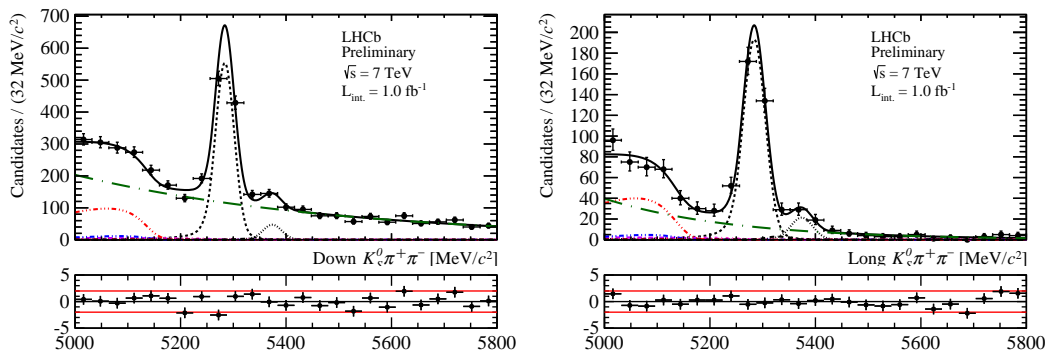 Candidates / (32 MeV/c²)
700
600
500
400
300
200
100
0
LHCb
Preliminary
√s = 7 TeV
L_int. = 1.0 fb⁻¹
Down K_s⁰π⁺π⁻ [MeV/c²]
5
0
-5
5000 5200 5400 5600 5800
Candidates / (32 MeV/c²)
200
180
160
140
120
100
80
60
40
20
0
LHCb
Preliminary
√s = 7 TeV
L_int. = 1.0 fb⁻¹
Long K_s⁰π⁺π⁻ [MeV/c²]
5
0
-5
5000 5200 5400 5600 5800